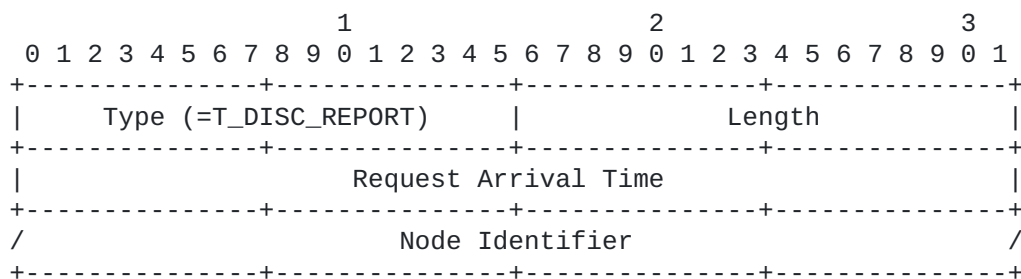 1                   2                   3
 0 1 2 3 4 5 6 7 8 9 0 1 2 3 4 5 6 7 8 9 0 1 2 3 4 5 6 7 8 9 0 1
+---------------+---------------+---------------+---------------+
|     Type (=T_DISC_REPORT)     |             Length            |
+---------------+---------------+---------------+---------------+
|                     Request Arrival Time                      |
+---------------+---------------+---------------+---------------+
/                        Node Identifier                        /
+---------------+---------------+---------------+---------------+